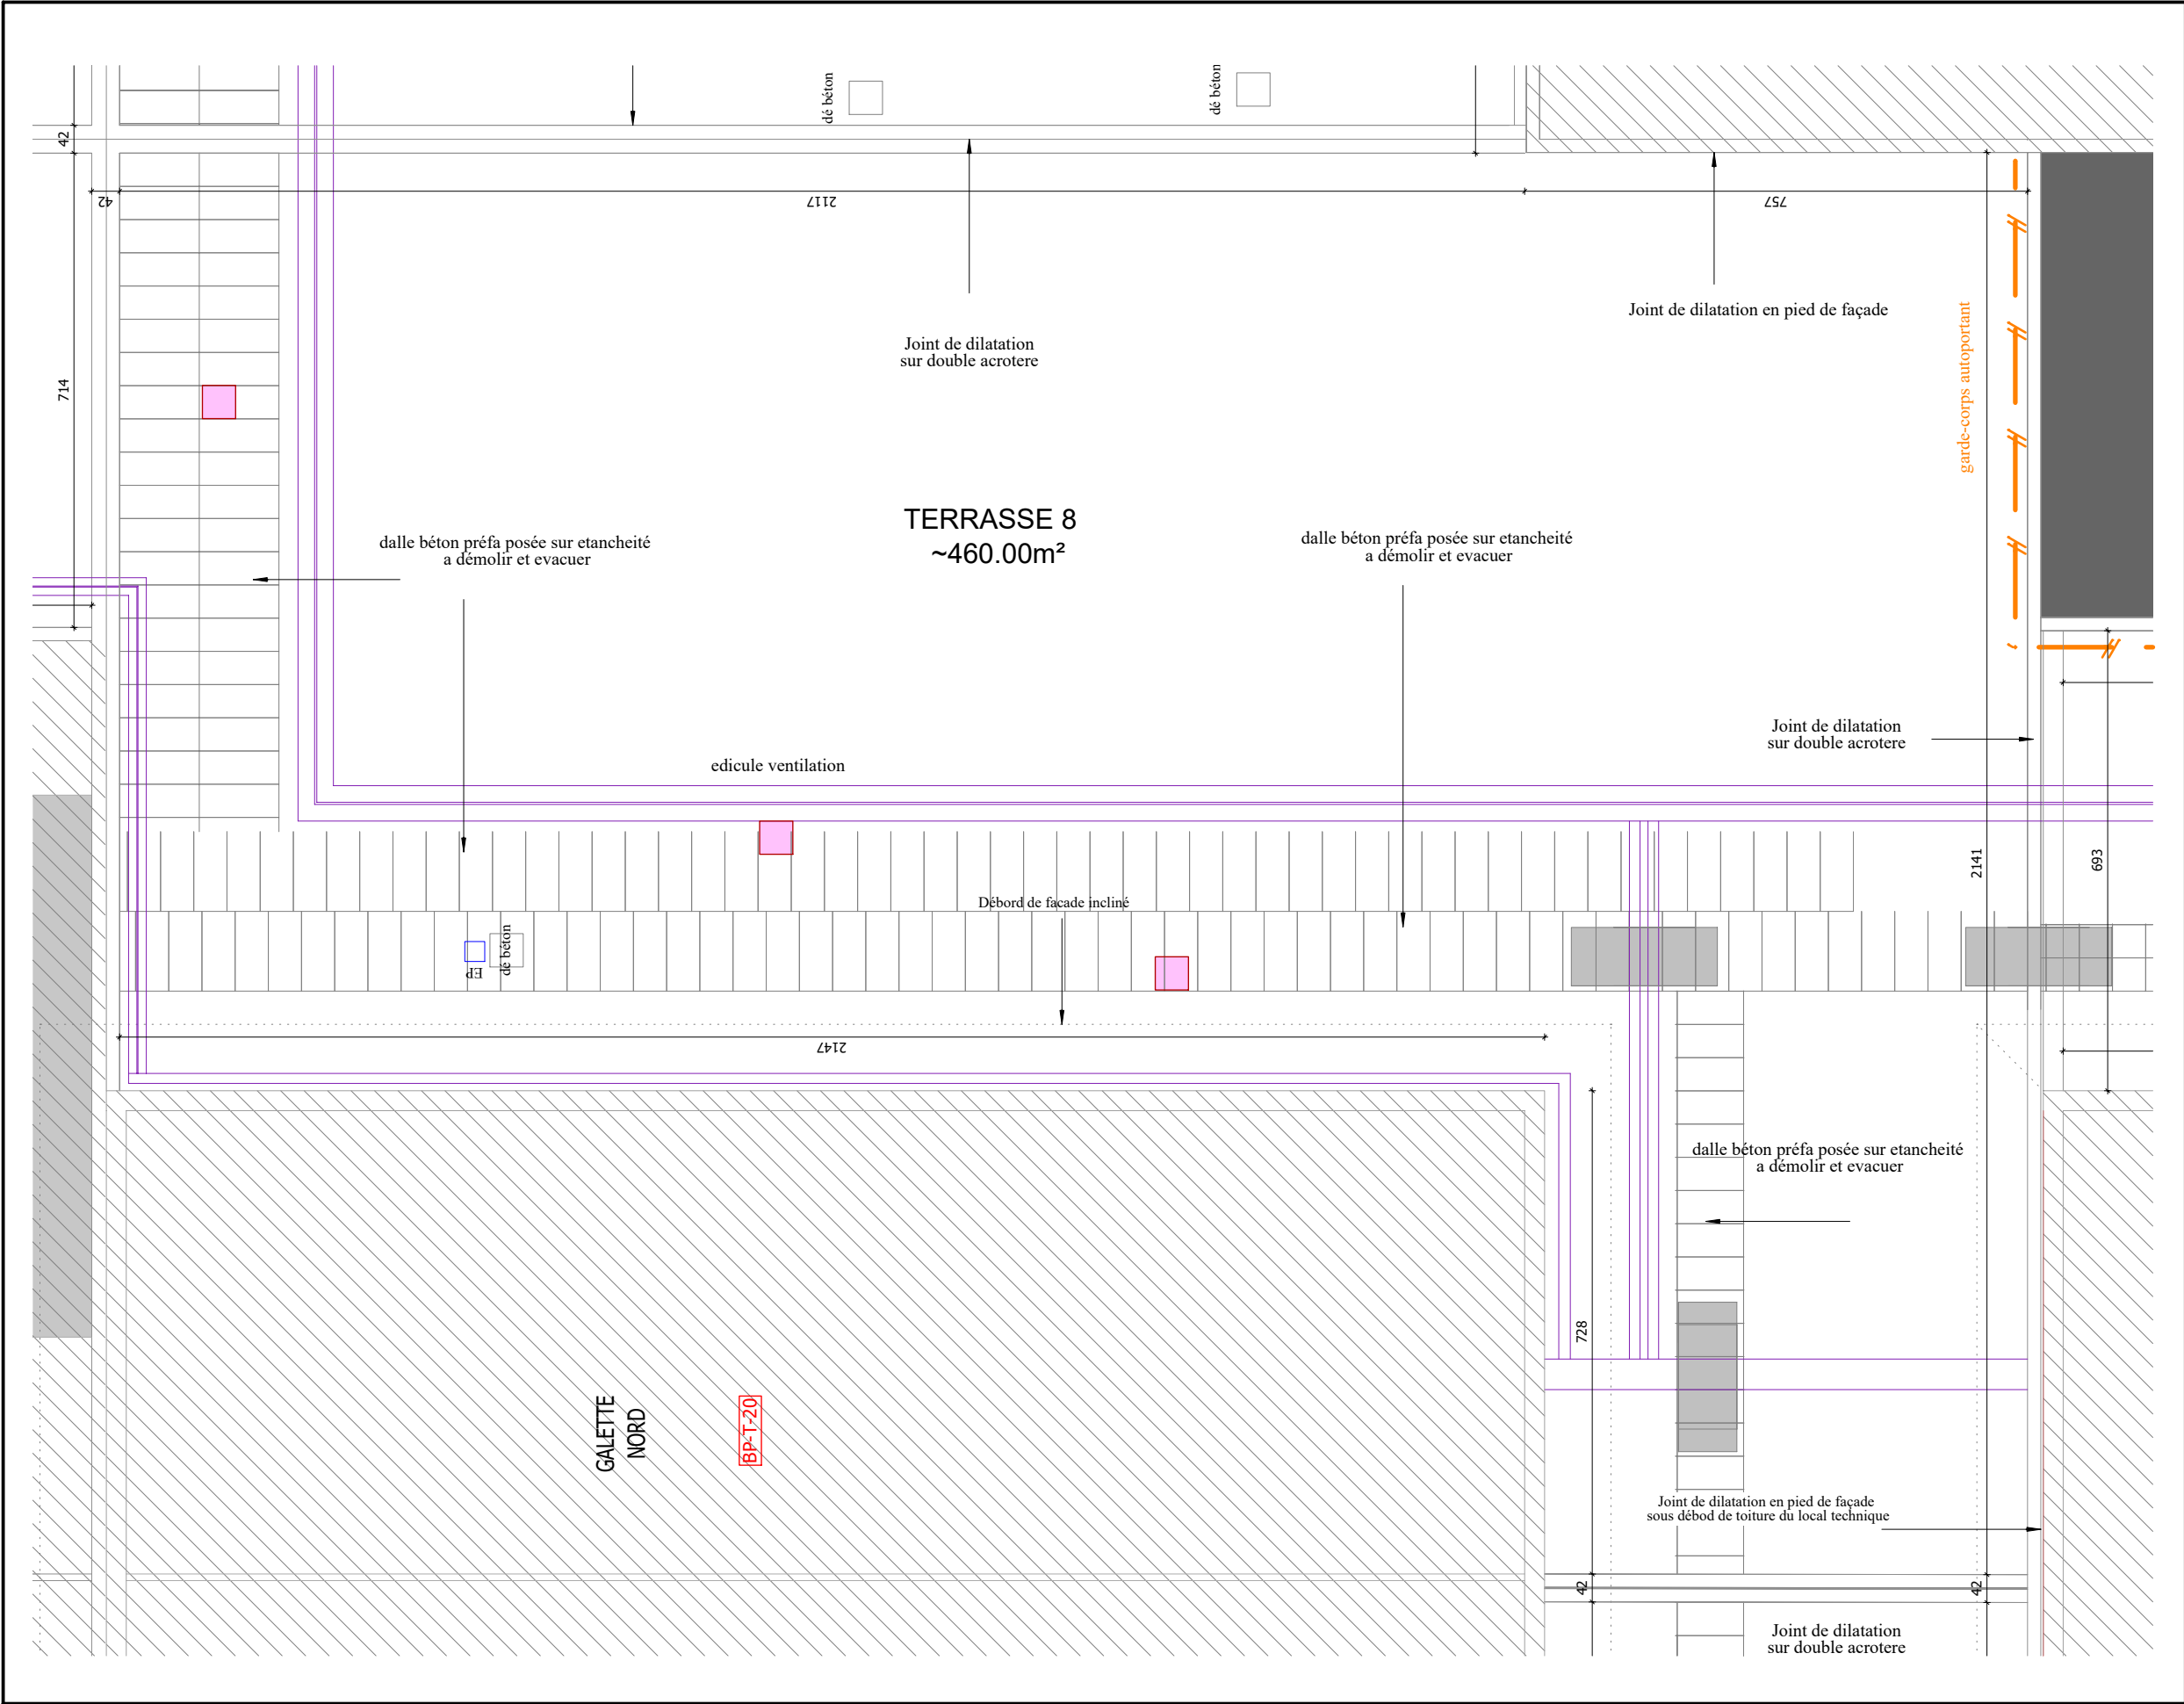 dé béton
dé béton
42
42
2117
757
714
Joint de dilatation en pied de façade
garde-corps autoportant
Joint de dilatation
sur double acrotere
TERRASSE 8
~460.00m²
dalle béton préfa posée sur etancheité
a démolir et evacuer
dalle béton préfa posée sur etancheité
a démolir et evacuer
Joint de dilatation
sur double acrotere
edicule ventilation
2141
693
Débord de facade incliné
EP
dé béton
2147
dalle béton préfa posée sur etancheité
a démolir et evacuer
728
GALETTE
NORD
BP-T-20
Joint de dilatation en pied de façade
sous débod de toiture du local technique
42
42
Joint de dilatation
sur double acrotere